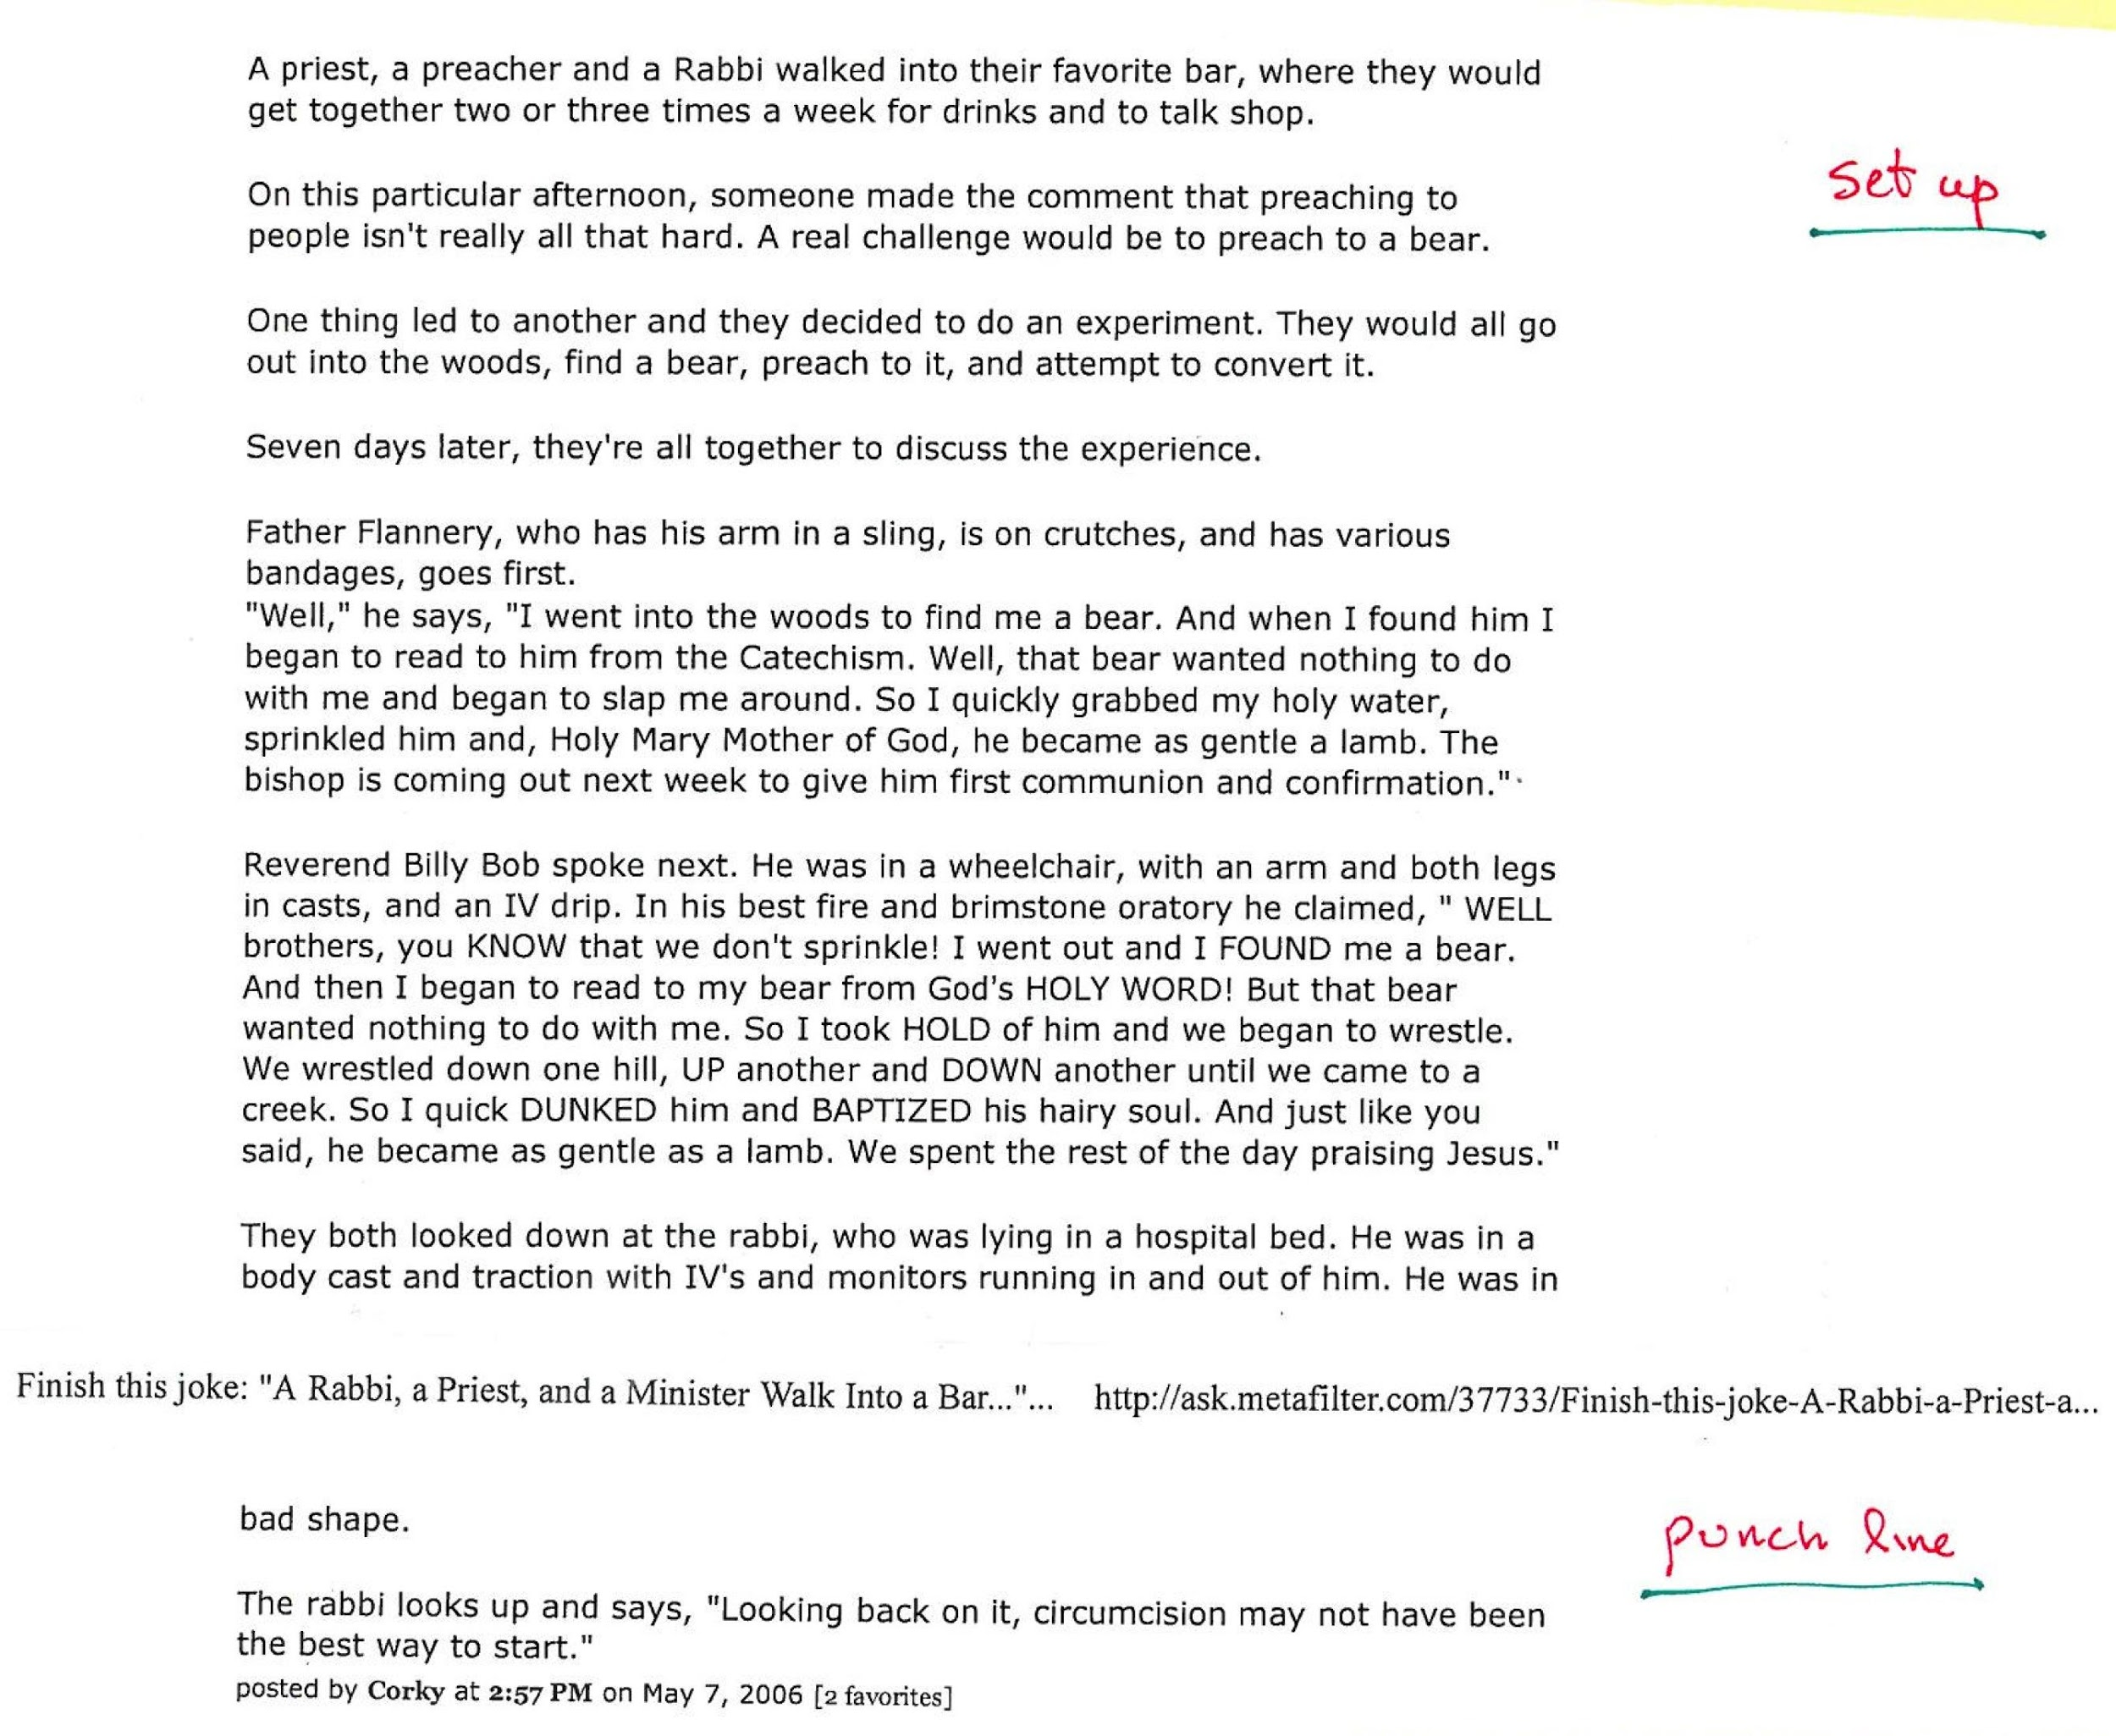 A priest, a preacher and a Rabbi walked into their favorite bar, where they would
get together two or three times a week for drinks and to talk shop.
set up
On this particular afternoon, someone made the comment that preaching to
people isn't really all that hard. A real challenge would be to preach to a bear.
One thing led to another and they decided to do an experiment. They would all go
out into the woods, find a bear, preach to it, and attempt to convert it.
Seven days later, they're all together to discuss the experience.
Father Flannery, who has his arm in a sling, is on crutches, and has various
bandages, goes first.
"Well," he says, "I went into the woods to find me a bear. And when I found him I
began to read to him from the Catechism. Well, that bear wanted nothing to do
with me and began to slap me around. So I quickly grabbed my holy water,
sprinkled him and, Holy Mary Mother of God, he became as gentle a lamb. The
bishop is coming out next week to give him first communion and confirmation."
Reverend Billy Bob spoke next. He was in a wheelchair, with an arm and both legs
in casts, and an IV drip. In his best fire and brimstone oratory he claimed, " WELL
brothers, you KNOW that we don't sprinkle! I went out and I FOUND me a bear.
And then I began to read to my bear from God's HOLY WORD! But that bear
wanted nothing to do with me. So I took HOLD of him and we began to wrestle.
We wrestled down one hill, UP another and DOWN another until we came to a
creek. So I quick DUNKED him and BAPTIZED his hairy soul. And just like you
said, he became as gentle as a lamb. We spent the rest of the day praising Jesus."
They both looked down at the rabbi, who was lying in a hospital bed. He was in a
body cast and traction with IV's and monitors running in and out of him. He was in
Finish this joke: "A Rabbi, a Priest, and a Minister Walk Into a Bar..."... http://ask.metafilter.com/37733/Finish-this-joke-A-Rabbi-a-Priest-a...
bad shape.
punch line
The rabbi looks up and says, "Looking back on it, circumcision may not have been
the best way to start."
posted by Corky at 2:57 PM on May 7, 2006 [2 favorites]